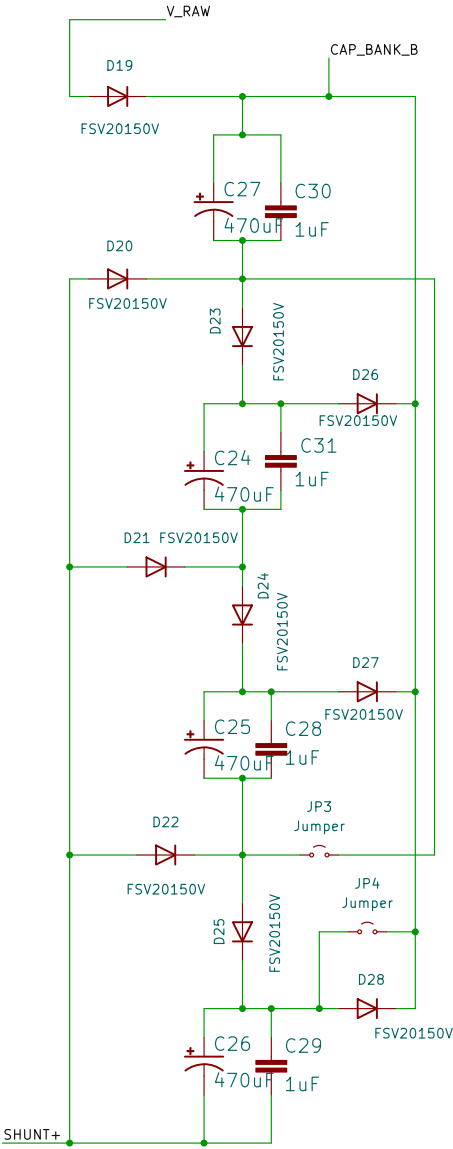 V_RAW
CAP_BANK_B
D19
FSV20150V
C27
C30
470uF
1uF
D20
FSV20150V
D23
FSV20150V
D26
FSV20150V
C24
C31
470uF
1uF
D21 FSV20150V
D24
FSV20150V
D27
FSV20150V
C25
C28
470uF
1uF
JP3
Jumper
D22
FSV20150V
JP4
Jumper
D25
FSV20150V
D28
FSV20150V
C26
C29
470uF
1uF
SHUNT+